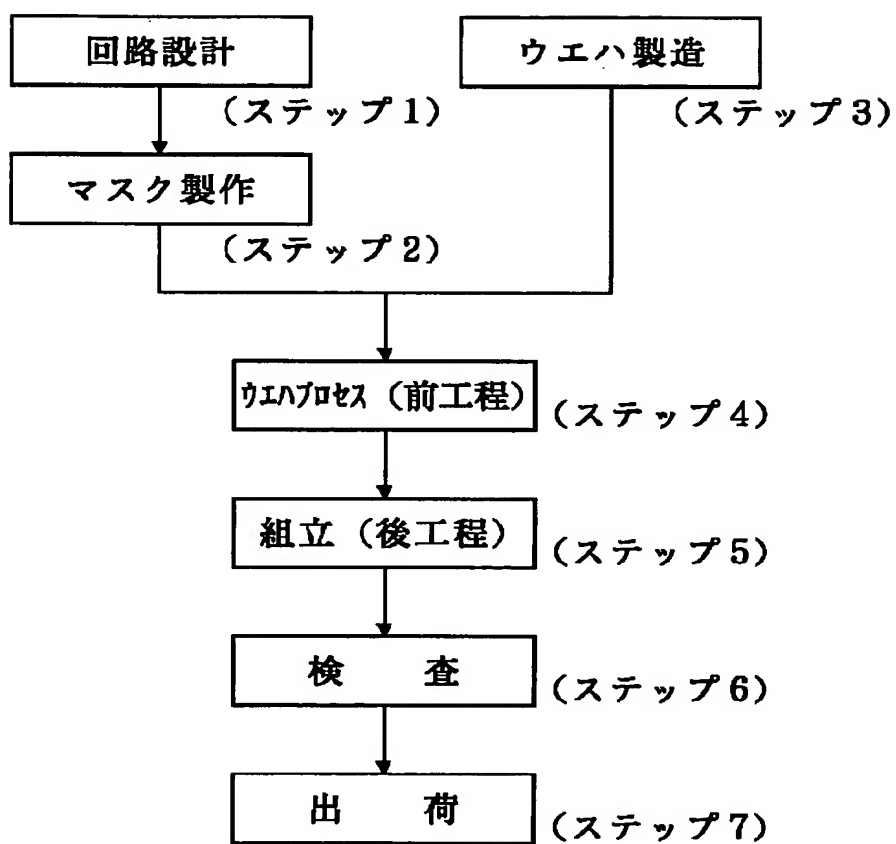 回路設計
(ステップ1)
マスク製作
(ステップ2)
ウエハ製造
(ステップ3)
ウエハプロセス(前工程)
(ステップ4)
組立(後工程)
(ステップ5)
検 査
(ステップ6)
出 荷
(ステップ7)